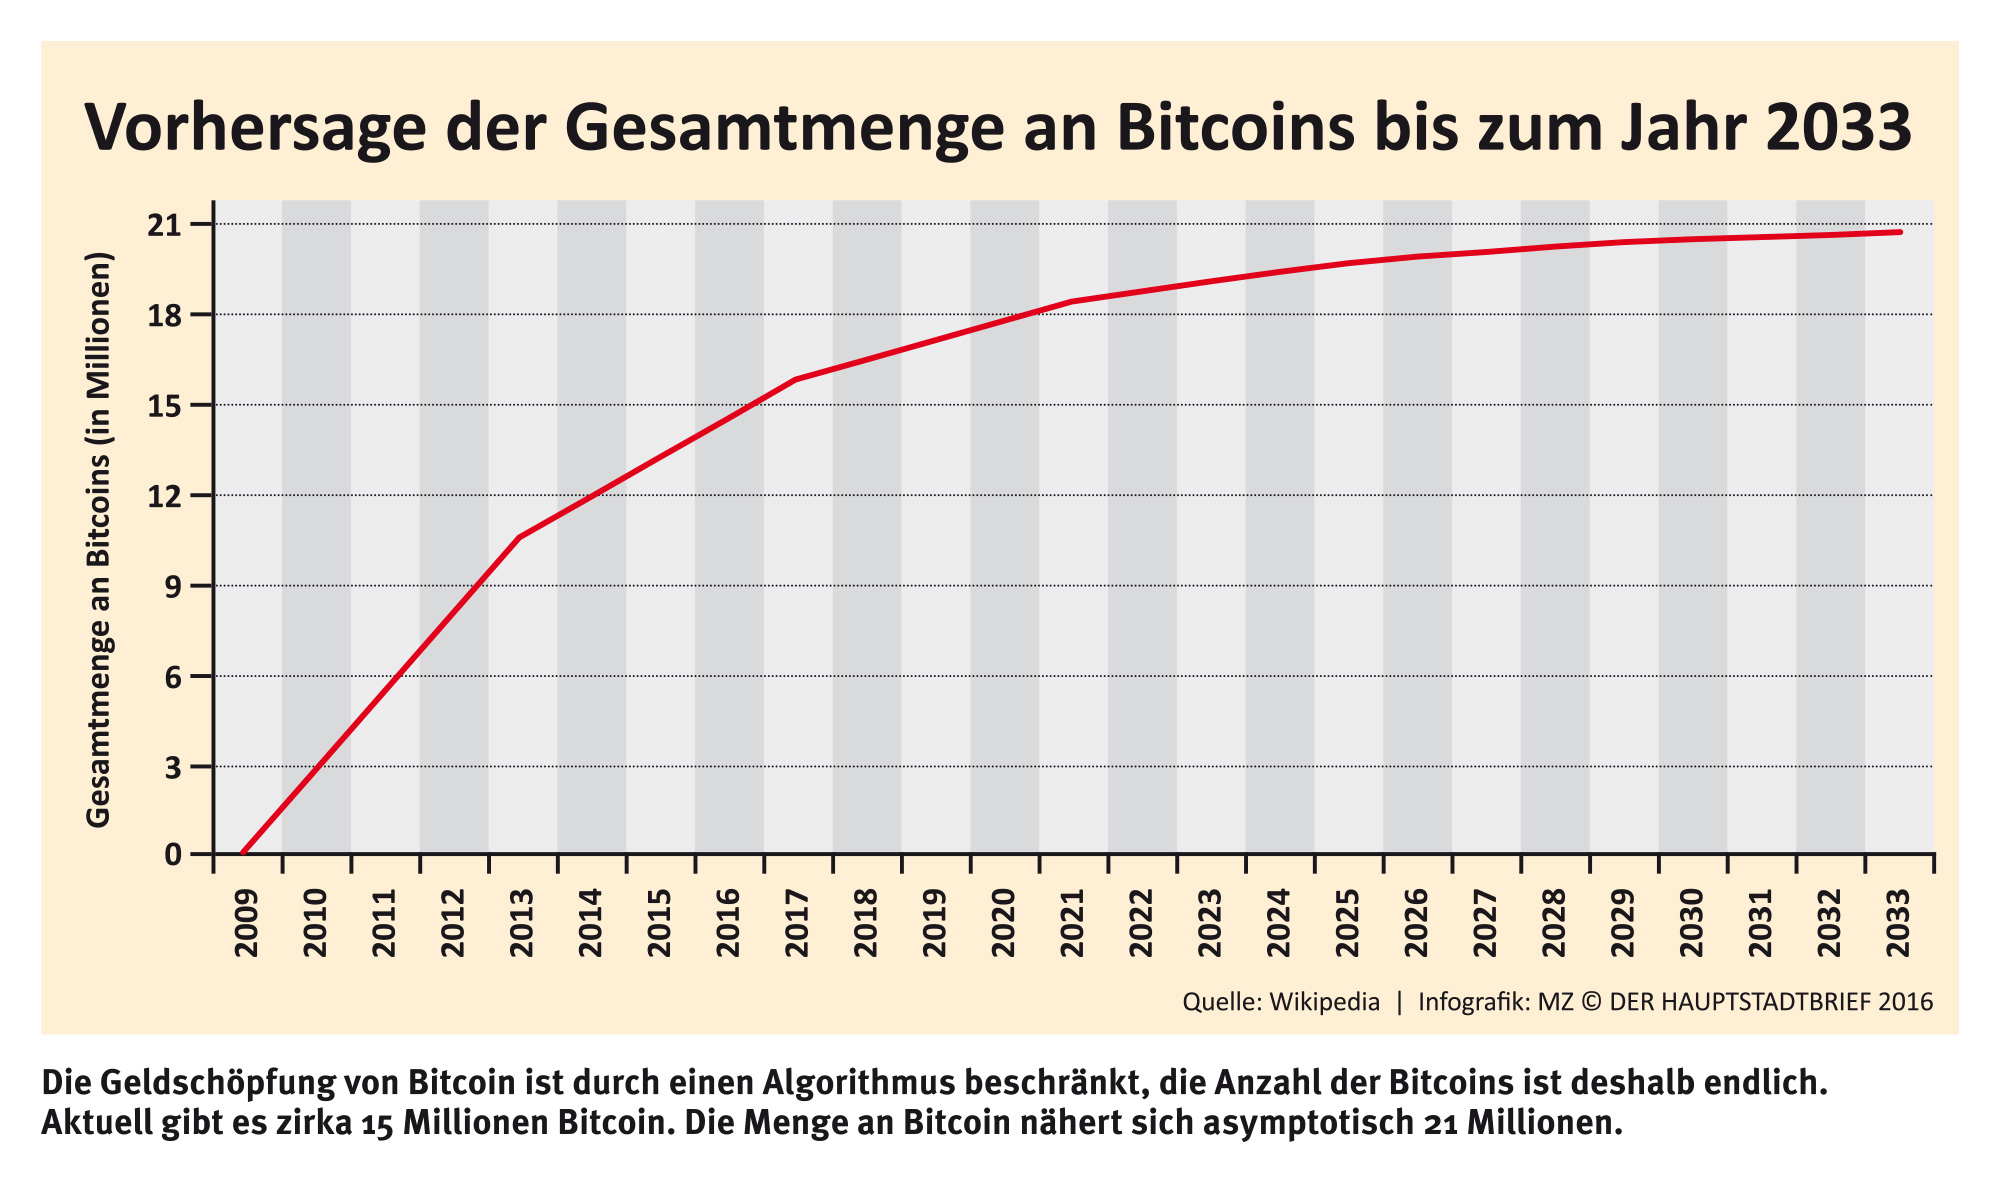 Vorhersage der Gesamtmenge an Bitcoins bis zum Jahr 2033
Gesamtmenge an Bitcoins (in Millionen)
21
18
15
12
9
6
3
0
2009 2010 2011 2012 2013 2014 2015 2016 2017 2018 2019 2020 2021 2022 2023 2024 2025 2026 2027 2028 2029 2030 2031 2032 2033
Quelle: Wikipedia | Infografik: MZ © DER HAUPTSTADTBRIEF 2016
Die Geldschöpfung von Bitcoin ist durch einen Algorithmus beschränkt, die Anzahl der Bitcoins ist deshalb endlich.
Aktuell gibt es zirka 15 Millionen Bitcoin. Die Menge an Bitcoin nähert sich asymptotisch 21 Millionen.